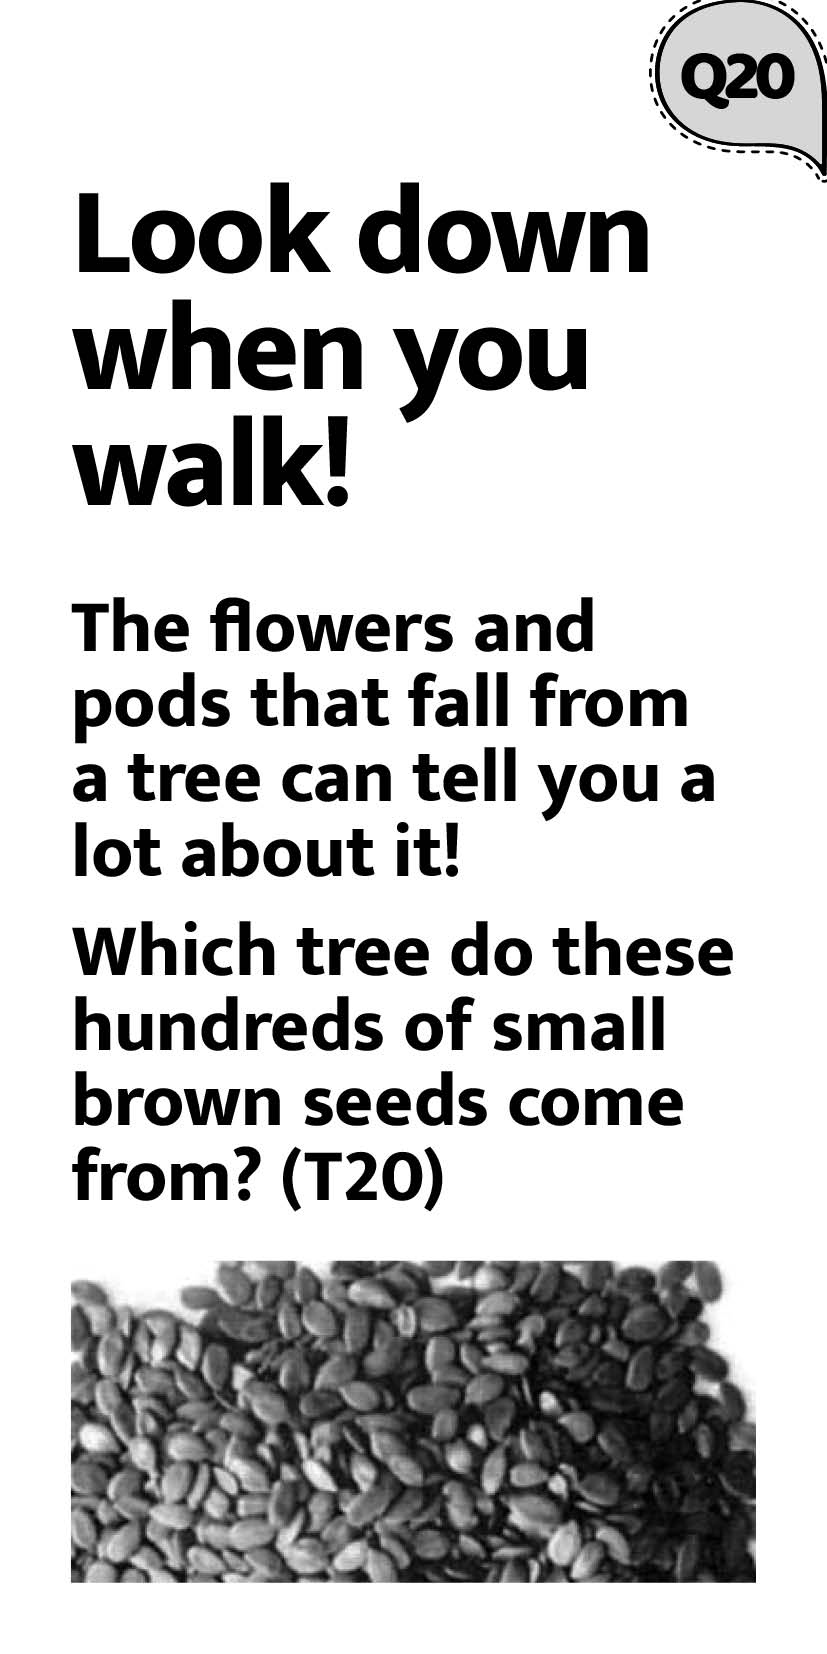 Q20
Look down
when you
walk!
The flowers and
pods that fall from
a tree can tell you a
lot about it!
Which tree do these
hundreds of small
brown seeds come
from? (T20)